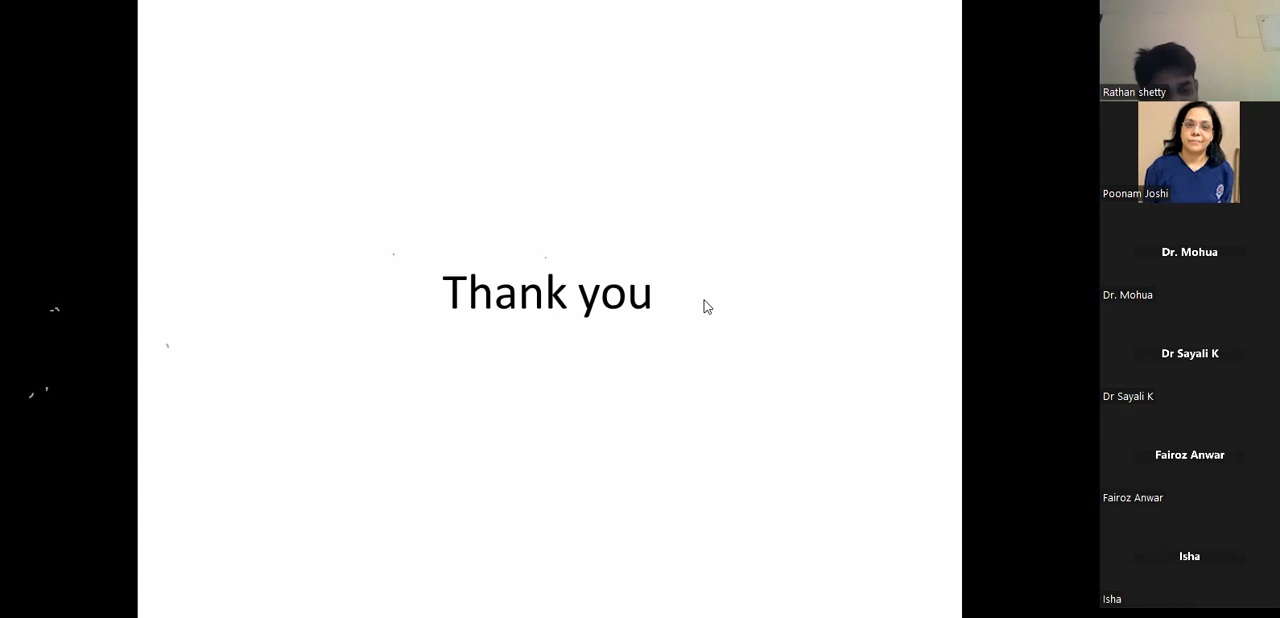 Thank you
Rathan shetty
Poonam Joshi
Dr. Mohua
Dr. Mohua
Dr Sayali K
Dr Sayali K
Fairoz Anwar
Fairoz Anwar
Isha
Isha